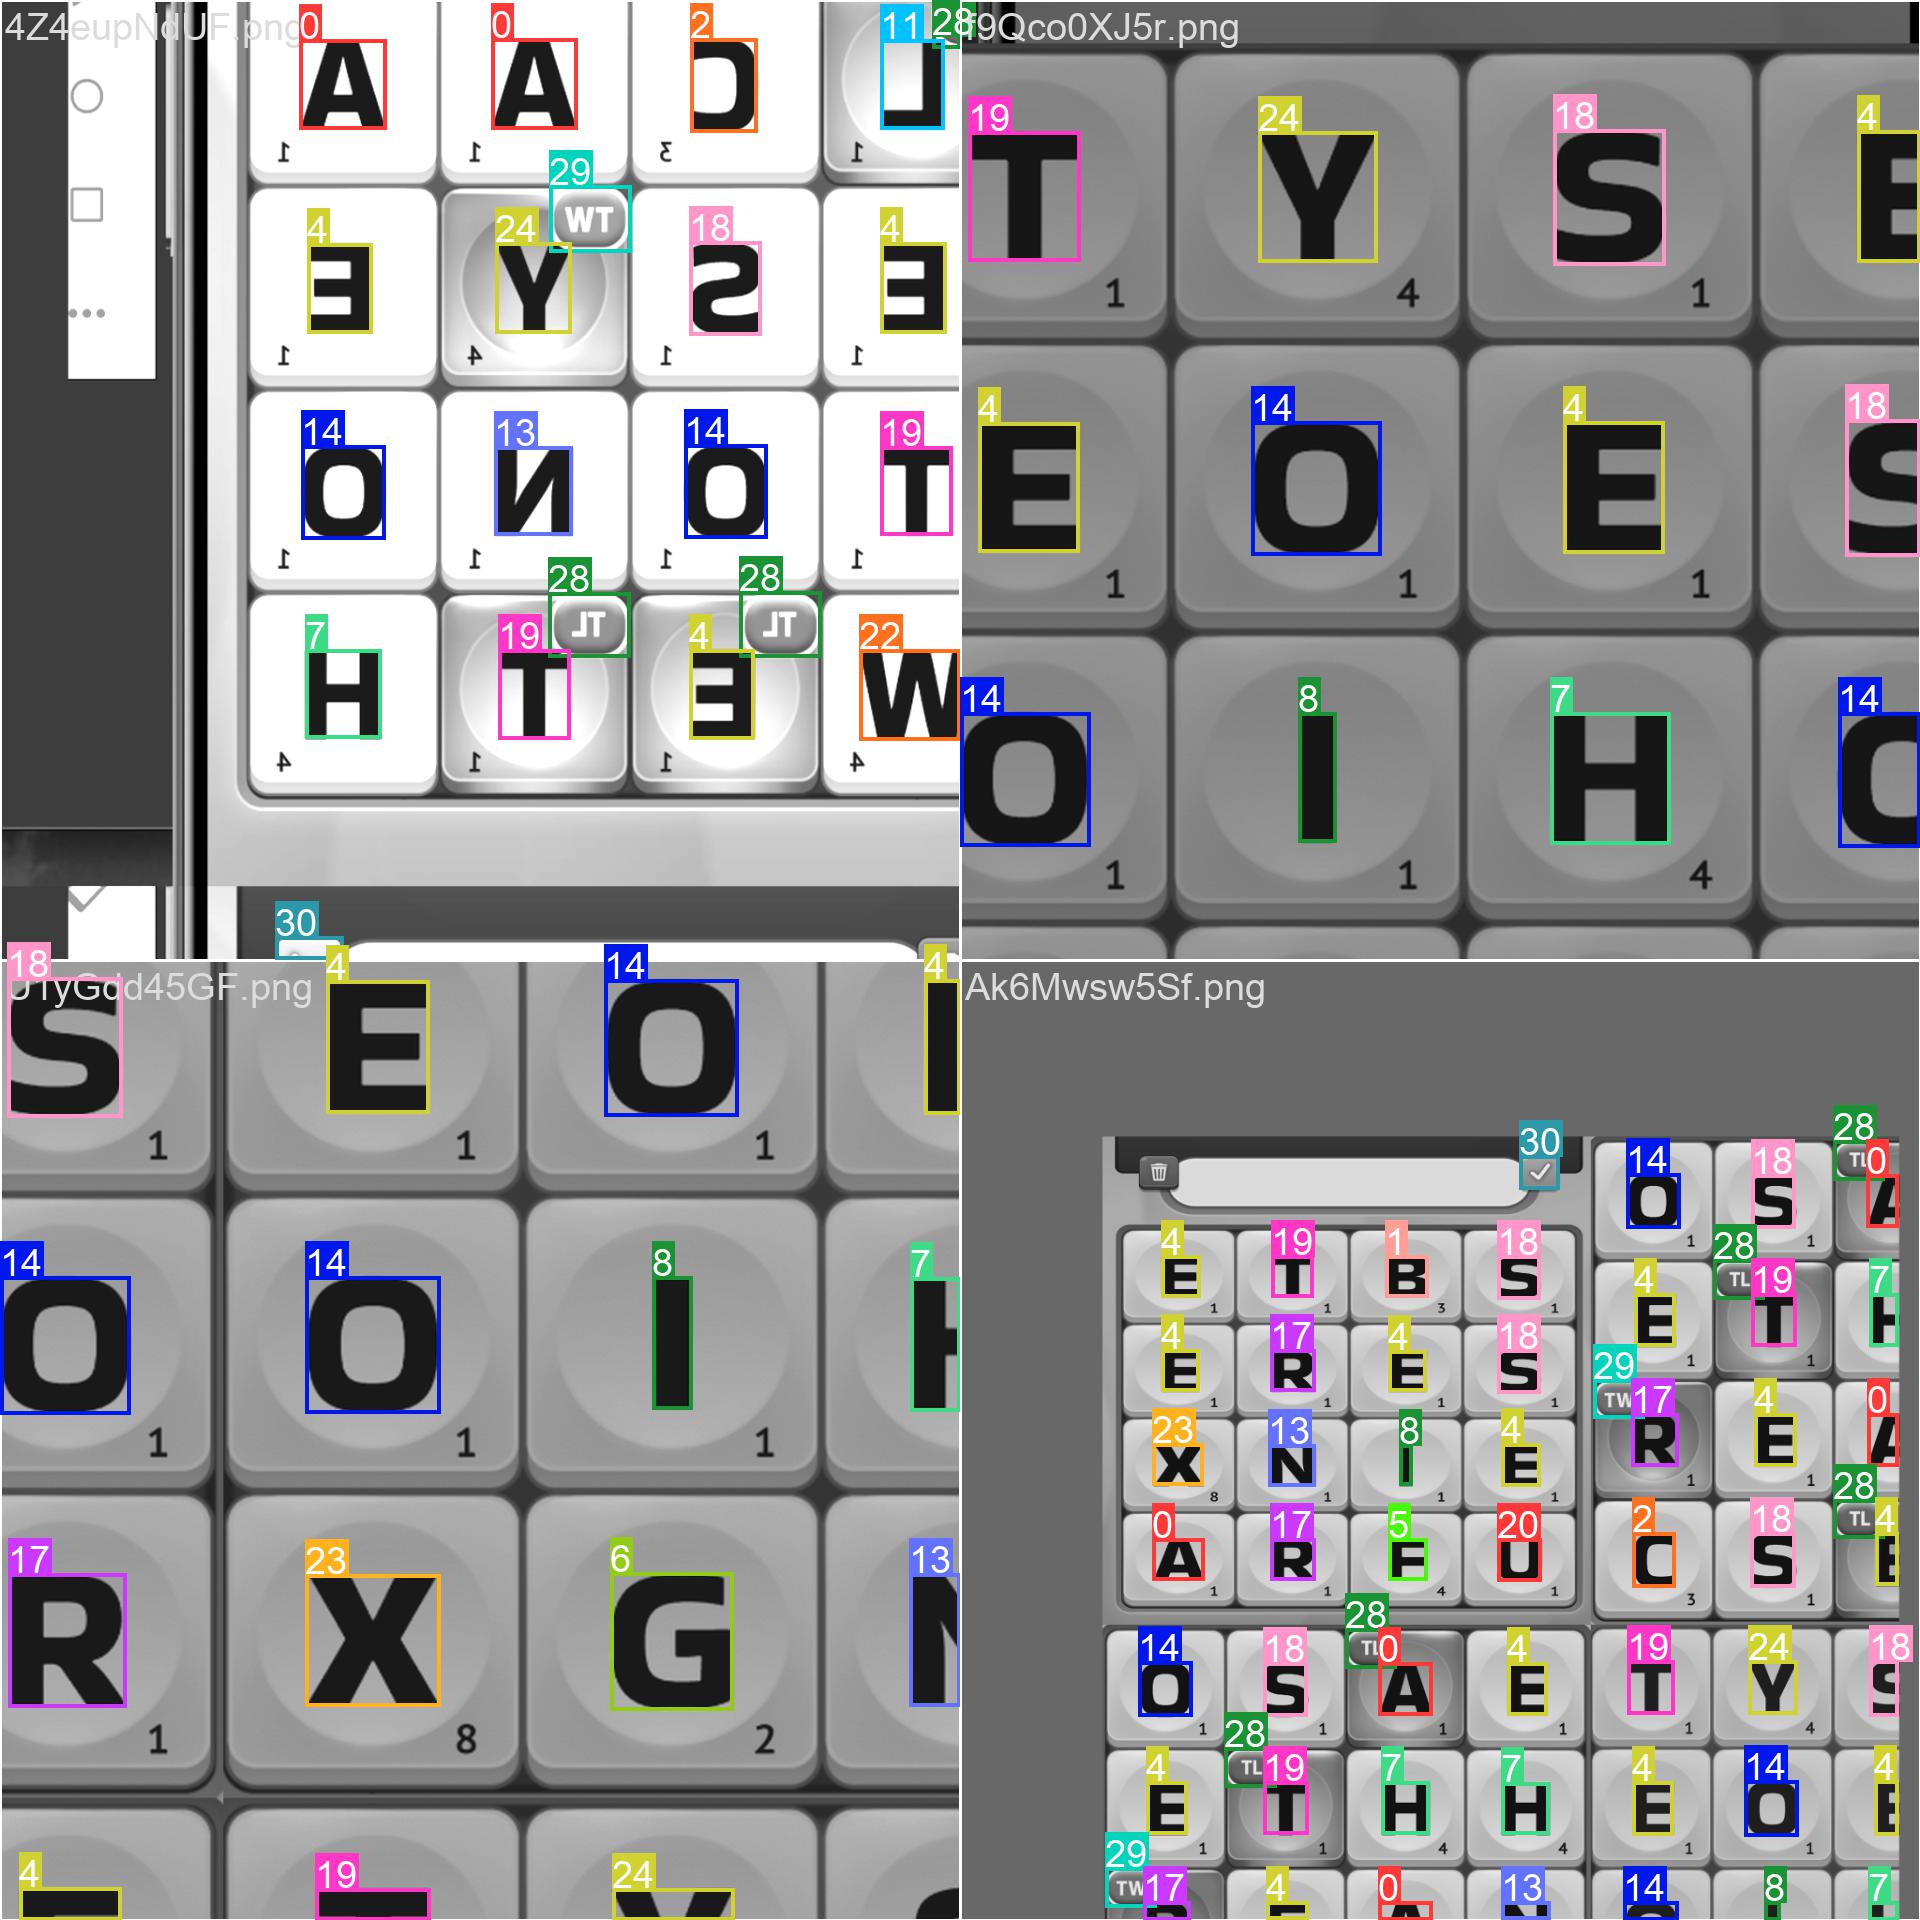 4Z4eupNdUF.png
0 0 2 11 28
A A C L
1 1 3 1
29
TW
4 24 18 4
E Y S E
1 4 1 1
14 13 14 19
O N O T
1 1 1 1
28 28
TL TL
7 19 4 22
H T E W
4 1 1 4
30
f9Qco0XJ5r.png
19 24 18 4
T Y S E
1 4 1
4 14 4 18
E O E S
1 1 1
14 8 7 14
O I H O
1 1 4
U1yGdd45GF.png
18 4 14 4
S E O
1 1 1
14 14 8 7
O O I H
1 1 1
17 23 6 13
R X G N
1 8 2
4 19 24
Ak6Mwsw5Sf.png
30
4 19 1 18
E T B S
1 1 3 1
4 17 4 18
E R E S
1 1 1 1
23 13 8 4
X N I E
8 1 1 1
0 17 5 20
A R F U
1 1 4 1
14 18 28 0
O S TL A
1 1
4 28 19 7
E TL T H
1 1
29 17 4 0
TW R E A
1 1
2 18 28 4
C S TL E
3 1
14 18 28 0 4
O S TL A E
1 1 1 1
19 24 18
T Y S
1 4
4 28 19 7 7
E TL T H H
1 1 4 4
4 14 4
E O E
1 1
29 17 4 0 13
TW
14 8 7